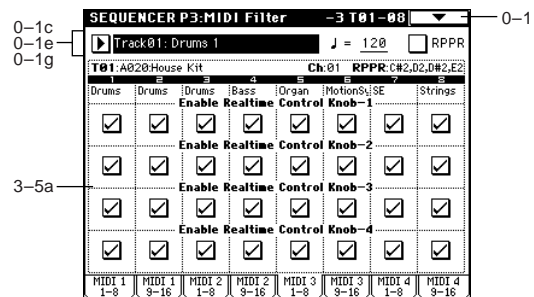 SEQUENCER P3:MIDI Filter -3 T01-08
0–1
0–1c
0–1e
0–1g
Track01: Drums 1
♩ = 120
RPPR
T01:A020:House Kit Ch:01 RPPR:C#2,D2,D#2,E2
1 2 3 4 5 6 7 8
Drums Drums Drums Bass Organ MotionSy SE Strings
Enable Realtime Control Knob-1
Enable Realtime Control Knob-2
3–5a
Enable Realtime Control Knob-3
Enable Realtime Control Knob-4
MIDI 1 MIDI 1 MIDI 2 MIDI 2 MIDI 3 MIDI 3 MIDI 4 MIDI 4
1-8 9-16 1-8 9-16 1-8 9-16 1-8 9-16